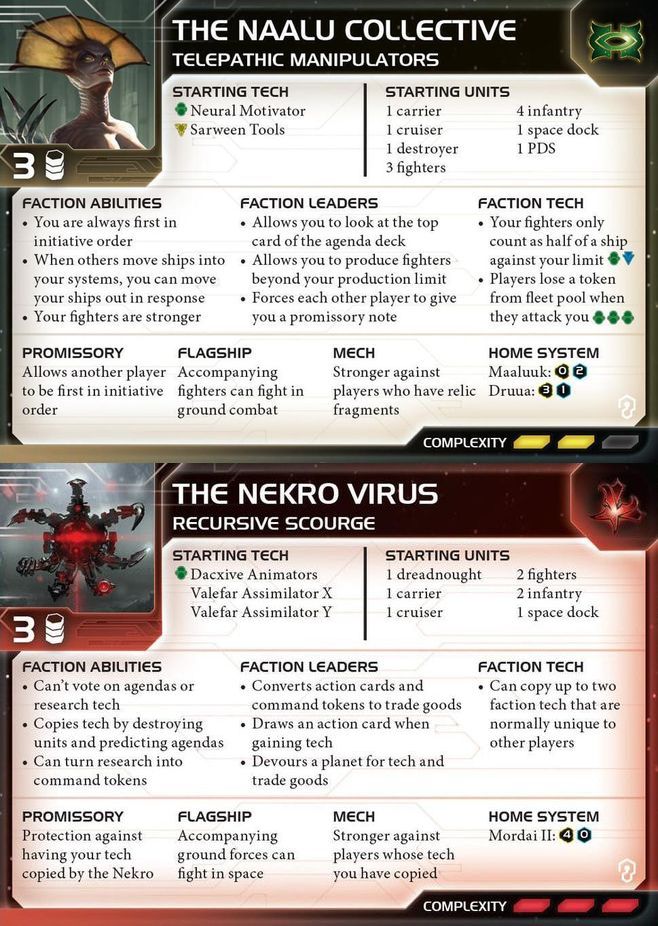 THE NAALU COLLECTIVE
TELEPATHIC MANIPULATORS
3
STARTING TECH
Neural Motivator
Sarween Tools
STARTING UNITS
1 carrier
1 cruiser
1 destroyer
3 fighters
4 infantry
1 space dock
1 PDS
FACTION ABILITIES
• You are always first in
initiative order
• When others move ships into
your systems, you can move
your ships out in response
• Your fighters are stronger
FACTION LEADERS
• Allows you to look at the top
card of the agenda deck
• Allows you to produce fighters
beyond your production limit
• Forces each other player to give
you a promissory note
FACTION TECH
• Your fighters only
count as half of a ship
against your limit
• Players lose a token
from fleet pool when
they attack you
PROMISSORY
Allows another player
to be first in initiative
order
FLAGSHIP
Accompanying
fighters can fight in
ground combat
MECH
Stronger against
players who have relic
fragments
HOME SYSTEM
Maaluuk: 0 2
Druua: 3 1
COMPLEXITY
THE NEKRO VIRUS
RECURSIVE SCOURGE
3
STARTING TECH
Dacxive Animators
Valefar Assimilator X
Valefar Assimilator Y
STARTING UNITS
1 dreadnought
1 carrier
1 cruiser
2 fighters
2 infantry
1 space dock
FACTION ABILITIES
• Can't vote on agendas or
research tech
• Copies tech by destroying
units and predicting agendas
• Can turn research into
command tokens
FACTION LEADERS
• Converts action cards and
command tokens to trade goods
• Draws an action card when
gaining tech
• Devours a planet for tech and
trade goods
FACTION TECH
• Can copy up to two
faction tech that are
normally unique to
other players
PROMISSORY
Protection against
having your tech
copied by the Nekro
FLAGSHIP
Accompanying
ground forces can
fight in space
MECH
Stronger against
players whose tech
you have copied
HOME SYSTEM
Mordai II: 4 0
COMPLEXITY